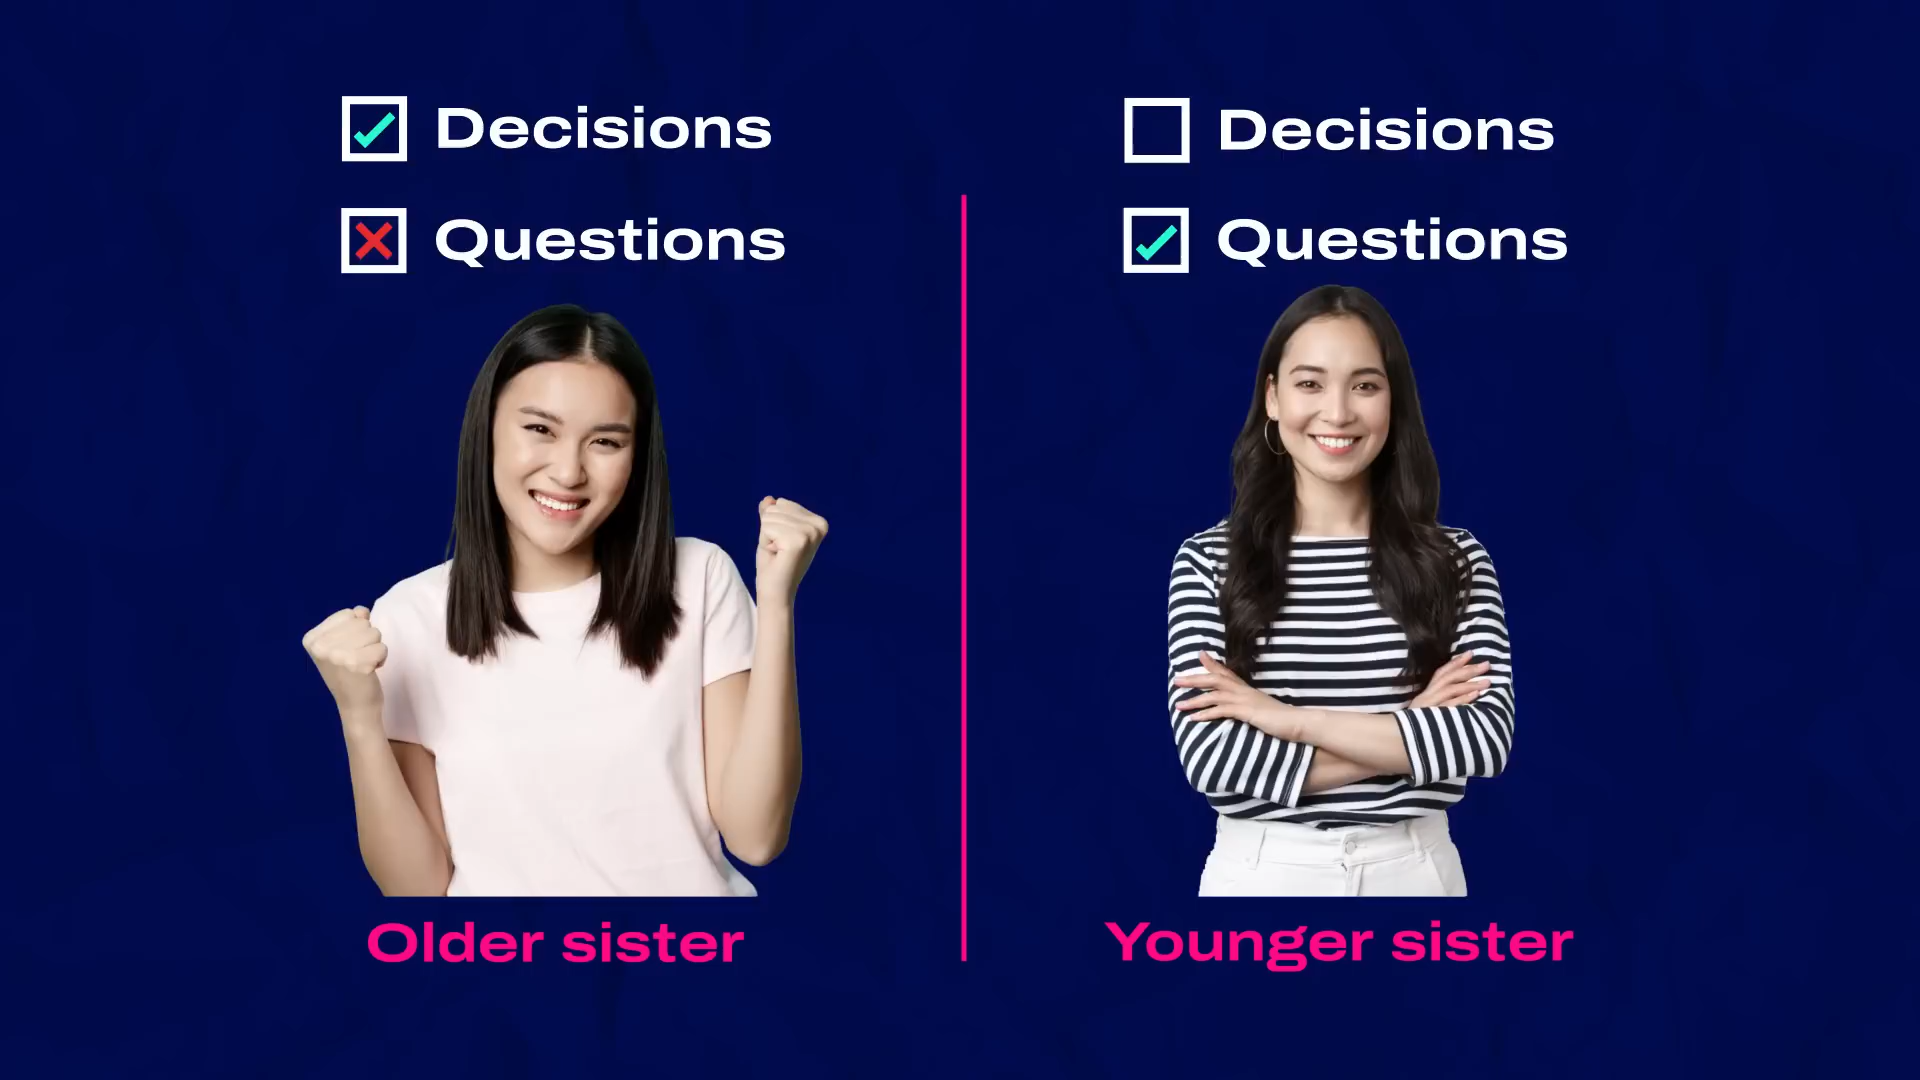 Decisions
Questions
Older sister
Decisions
Questions
Younger sister